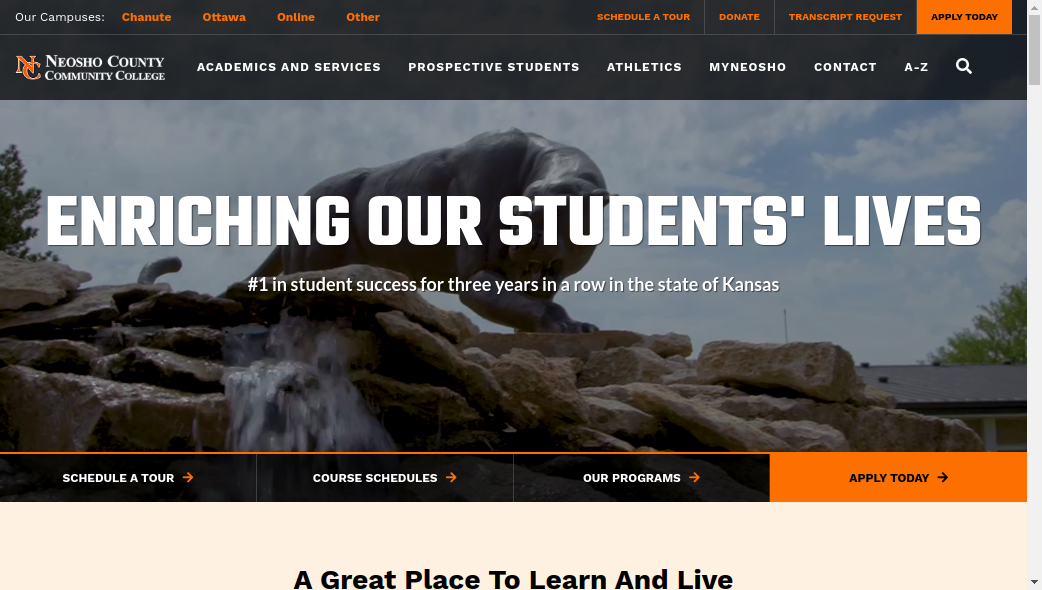 Our Campuses: Chanute Ottawa Online Other
SCHEDULE A TOUR DONATE TRANSCRIPT REQUEST APPLY TODAY
NC NEOSHO COUNTY
COMMUNITY COLLEGE
ACADEMICS AND SERVICES PROSPECTIVE STUDENTS ATHLETICS MYNEOSHO CONTACT A-Z
ENRICHING OUR STUDENTS' LIVES
#1 in student success for three years in a row in the state of Kansas
SCHEDULE A TOUR COURSE SCHEDULES OUR PROGRAMS APPLY TODAY
A Great Place To Learn And Live